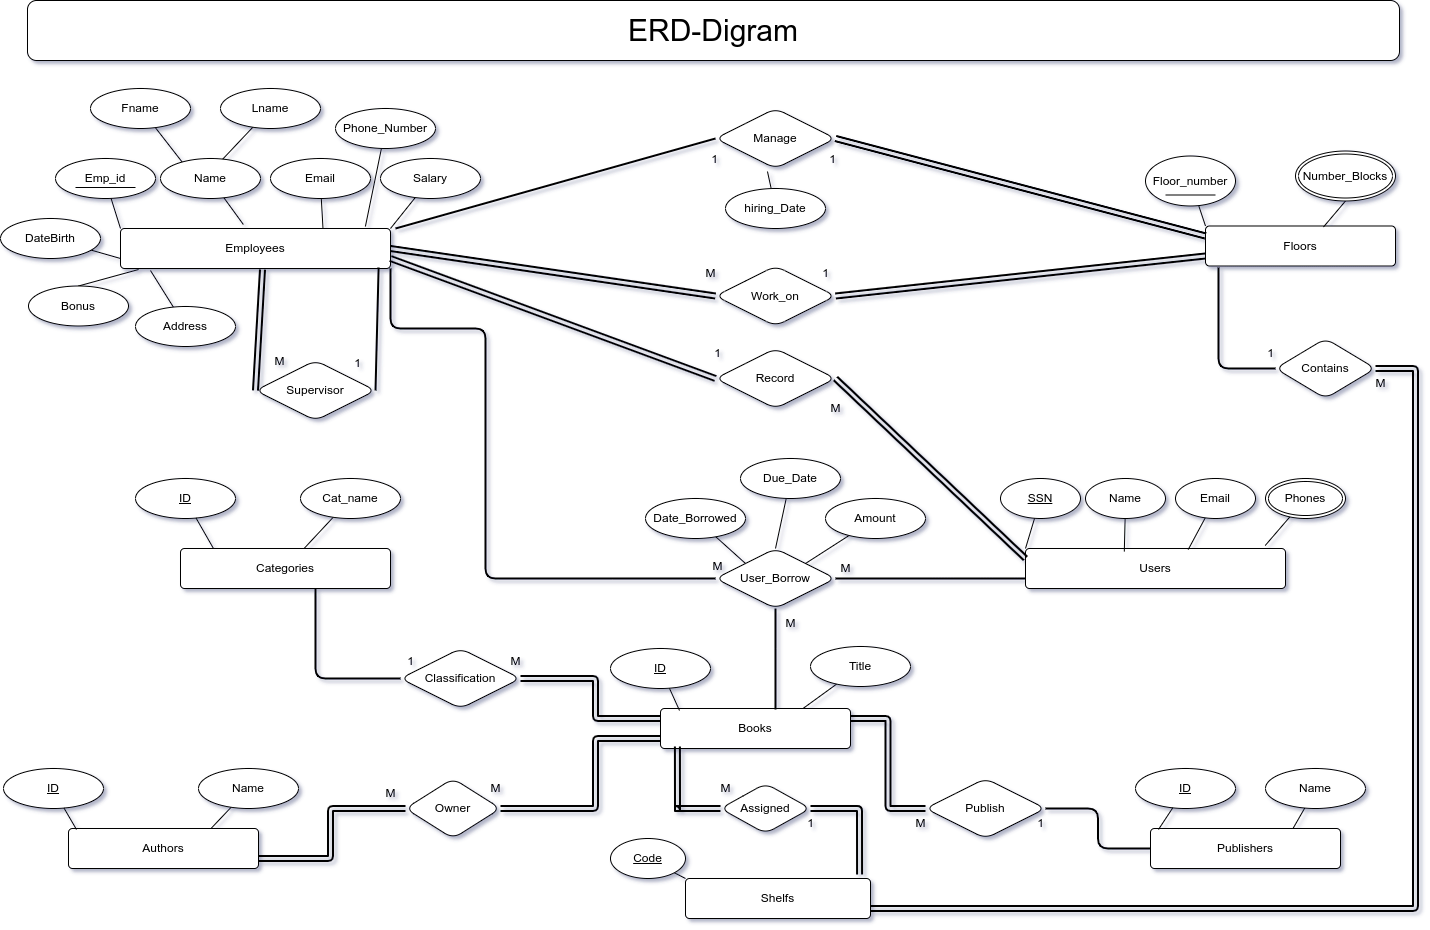 ERD-Digram
Fname
Lname
Phone_Number
Manage
Emp_id
Name
Email
Salary
1
1
Floor_number
Number_Blocks
hiring_Date
DateBirth
Employees
Floors
M
1
Work_on
Bonus
Address
M
1
Supervisor
1
Record
M
1
Contains
M
Due_Date
ID
Cat_name
Date_Borrowed
Amount
SSN
Name
Email
Phones
Categories
M
User_Borrow
M
Users
M
1
Classification
M
ID
Title
Books
ID
Name
M
Owner
M
M
Assigned
1
M
Publish
1
ID
Name
Authors
Code
Publishers
Shelfs